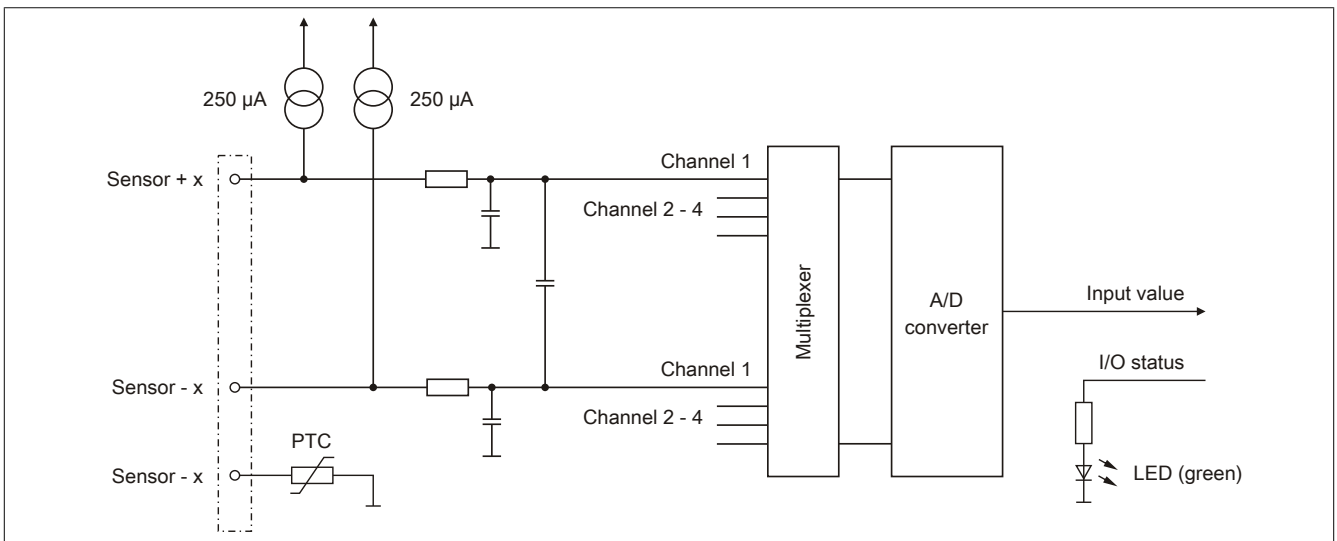 250 µA
250 µA
Sensor + x
Channel 1
Channel 2 - 4
Multiplexer
A/D
converter
Input value
I/O status
Sensor - x
Channel 1
Channel 2 - 4
PTC
Sensor - x
LED (green)